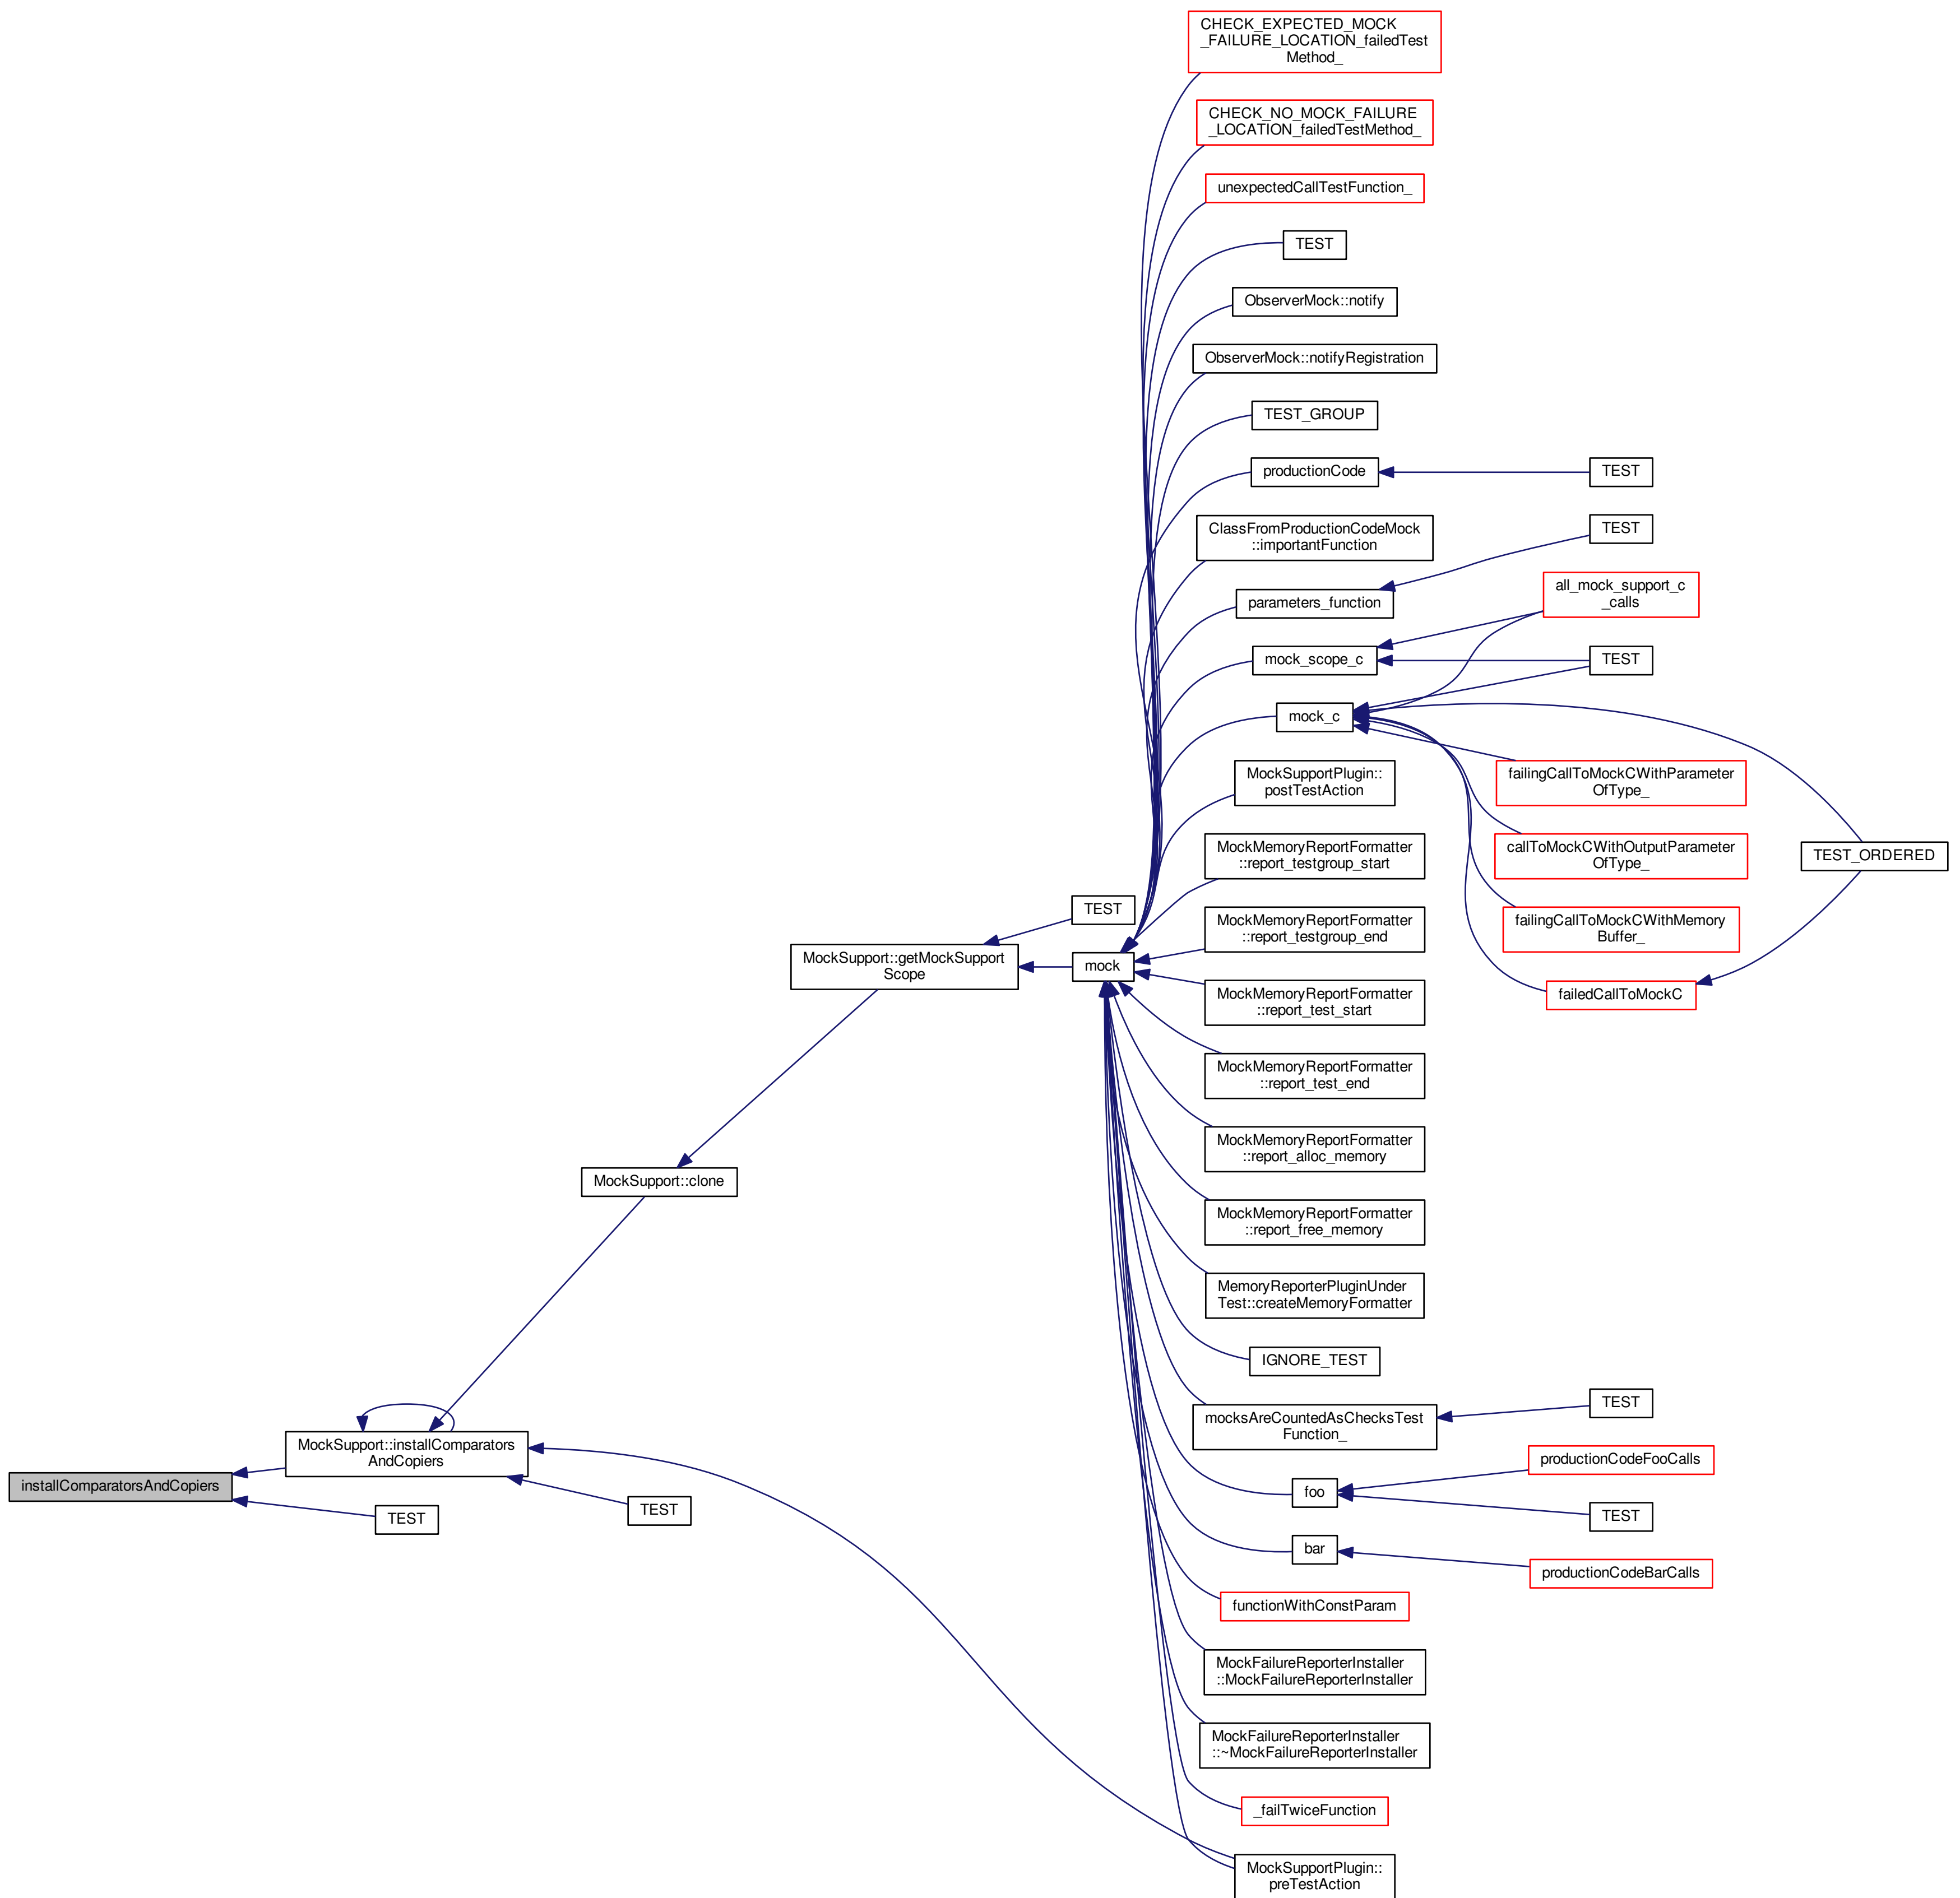 CHECK_EXPECTED_MOCK
_FAILURE_LOCATION_failedTest
Method_
CHECK_NO_MOCK_FAILURE
_LOCATION_failedTestMethod_
unexpectedCallTestFunction_
TEST
ObserverMock::notify
ObserverMock::notifyRegistration
TEST_GROUP
productionCode
TEST
ClassFromProductionCodeMock
::importantFunction
TEST
parameters_function
all_mock_support_c
_calls
mock_scope_c
TEST
mock_c
MockSupportPlugin::
postTestAction
failingCallToMockCWithParameter
OfType_
MockMemoryReportFormatter
::report_testgroup_start
callToMockCWithOutputParameter
OfType_
TEST_ORDERED
TEST
MockMemoryReportFormatter
::report_testgroup_end
failingCallToMockCWithMemory
Buffer_
MockSupport::getMockSupport
Scope
mock
MockMemoryReportFormatter
::report_test_start
failedCallToMockC
MockMemoryReportFormatter
::report_test_end
MockMemoryReportFormatter
::report_alloc_memory
MockSupport::clone
MockMemoryReportFormatter
::report_free_memory
MemoryReporterPluginUnder
Test::createMemoryFormatter
IGNORE_TEST
mocksAreCountedAsChecksTest
Function_
TEST
MockSupport::installComparators
AndCopiers
installComparatorsAndCopiers
TEST
TEST
foo
productionCodeFooCalls
TEST
bar
productionCodeBarCalls
functionWithConstParam
MockFailureReporterInstaller
::MockFailureReporterInstaller
MockFailureReporterInstaller
::~MockFailureReporterInstaller
_failTwiceFunction
MockSupportPlugin::
preTestAction